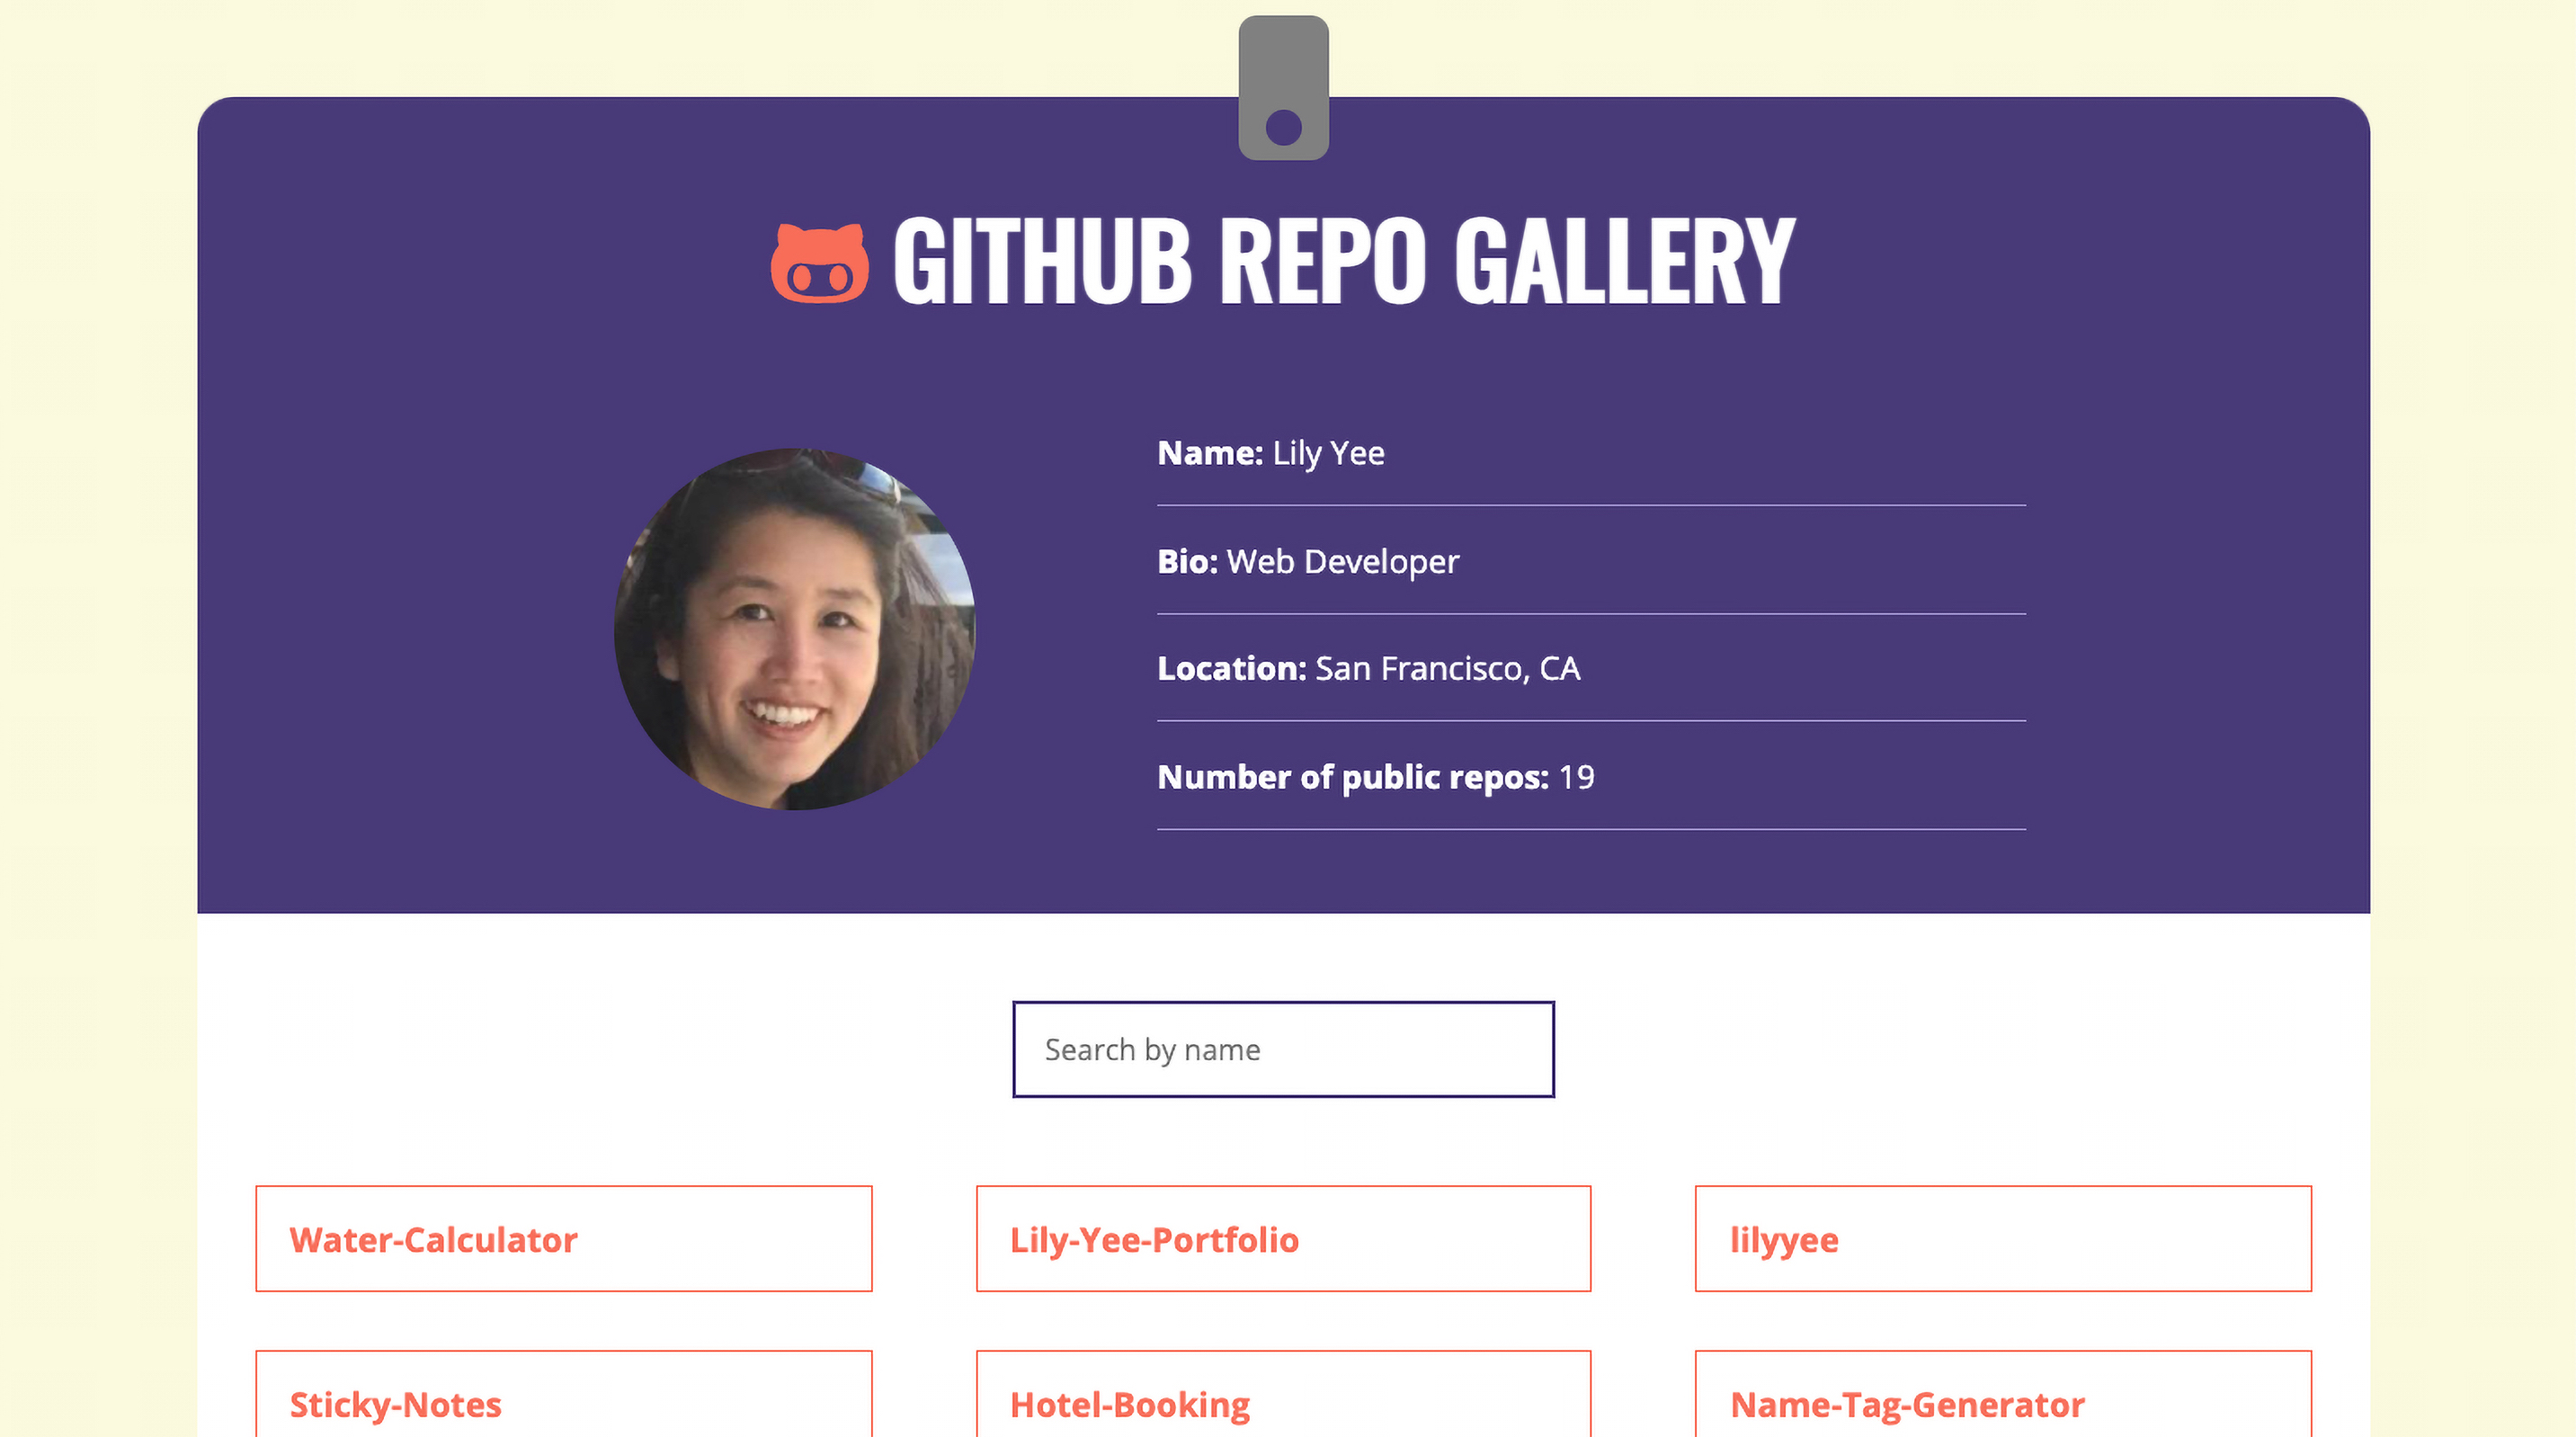 GITHUB REPO GALLERY
Name: Lily Yee
Bio: Web Developer
Location: San Francisco, CA
Number of public repos: 19
Search by name
Water-Calculator
Lily-Yee-Portfolio
lilyyee
Sticky-Notes
Hotel-Booking
Name-Tag-Generator